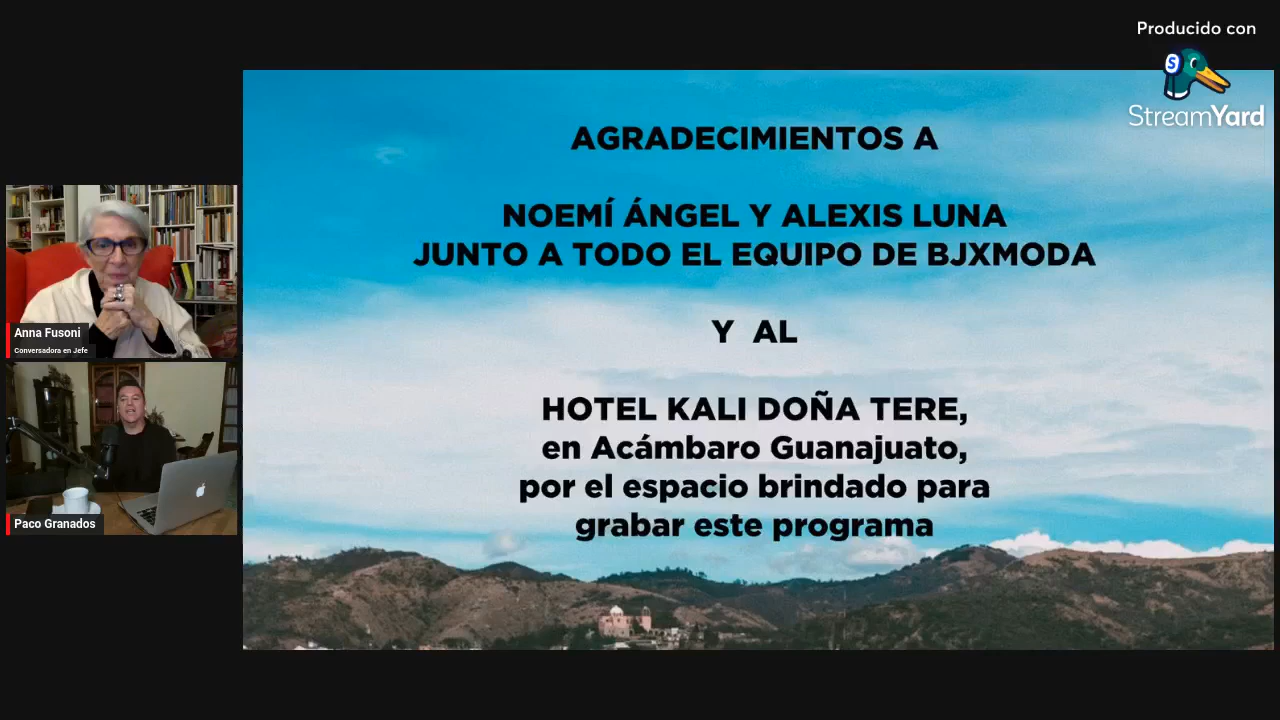 Producido con
StreamYard
AGRADECIMIENTOS A
NOEMÍ ÁNGEL Y ALEXIS LUNA
JUNTO A TODO EL EQUIPO DE BJXMODA
Y AL
HOTEL KALI DOÑA TERE,
en Acámbaro Guanajuato,
por el espacio brindado para
grabar este programa
Anna Fusoni
Conversadora en Jefe
Paco Granados